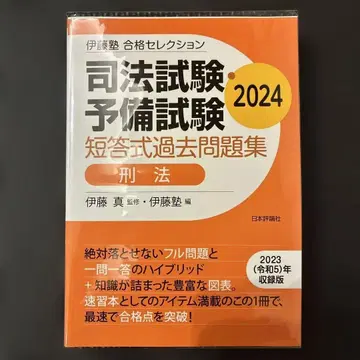 伊藤塾 合格セレクション
司法試験・
予備試験
2024
短答式過去問題集
刑法
伊藤 真 監修・伊藤塾 編
日本評論社
絶対落とせないフル問題と
一問一答のハイブリッド
+知識が詰まった豊富な図表。
速習本としてのアイテム満載のこの1冊で、
最速で合格点を突破!
2023
(令和5)年
収録版